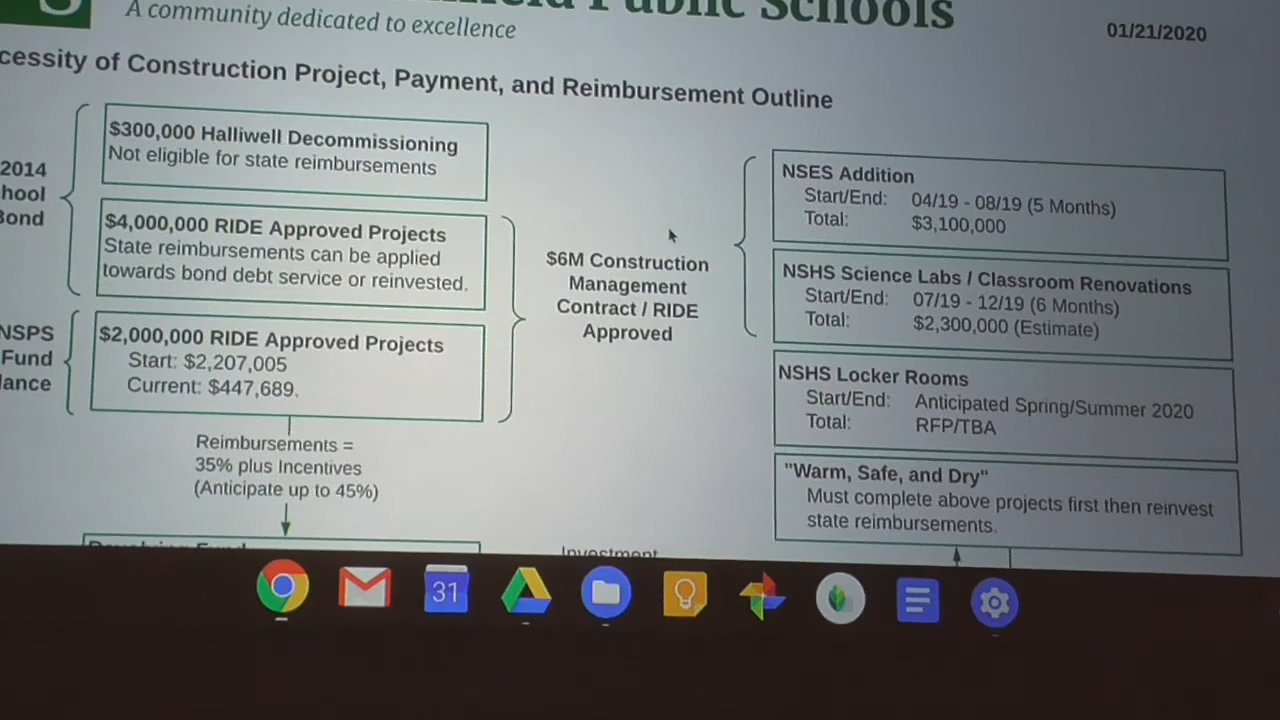 Public Schools
A community dedicated to excellence
01/21/2020
cessity of Construction Project, Payment, and Reimbursement Outline
2014
hool
Bond
$300,000 Halliwell Decommissioning
Not eligible for state reimbursements
$4,000,000 RIDE Approved Projects
State reimbursements can be applied
towards bond debt service or reinvested.
NSPS
Fund
lance
$2,000,000 RIDE Approved Projects
Start: $2,207,005
Current: $447,689.
Reimbursements =
35% plus Incentives
(Anticipate up to 45%)
$6M Construction
Management
Contract / RIDE
Approved
NSES Addition
Start/End: 04/19 - 08/19 (5 Months)
Total: $3,100,000
NSHS Science Labs / Classroom Renovations
Start/End: 07/19 - 12/19 (6 Months)
Total: $2,300,000 (Estimate)
NSHS Locker Rooms
Start/End: Anticipated Spring/Summer 2020
Total: RFP/TBA
"Warm, Safe, and Dry"
Must complete above projects first then reinvest
state reimbursements.
Investment
31